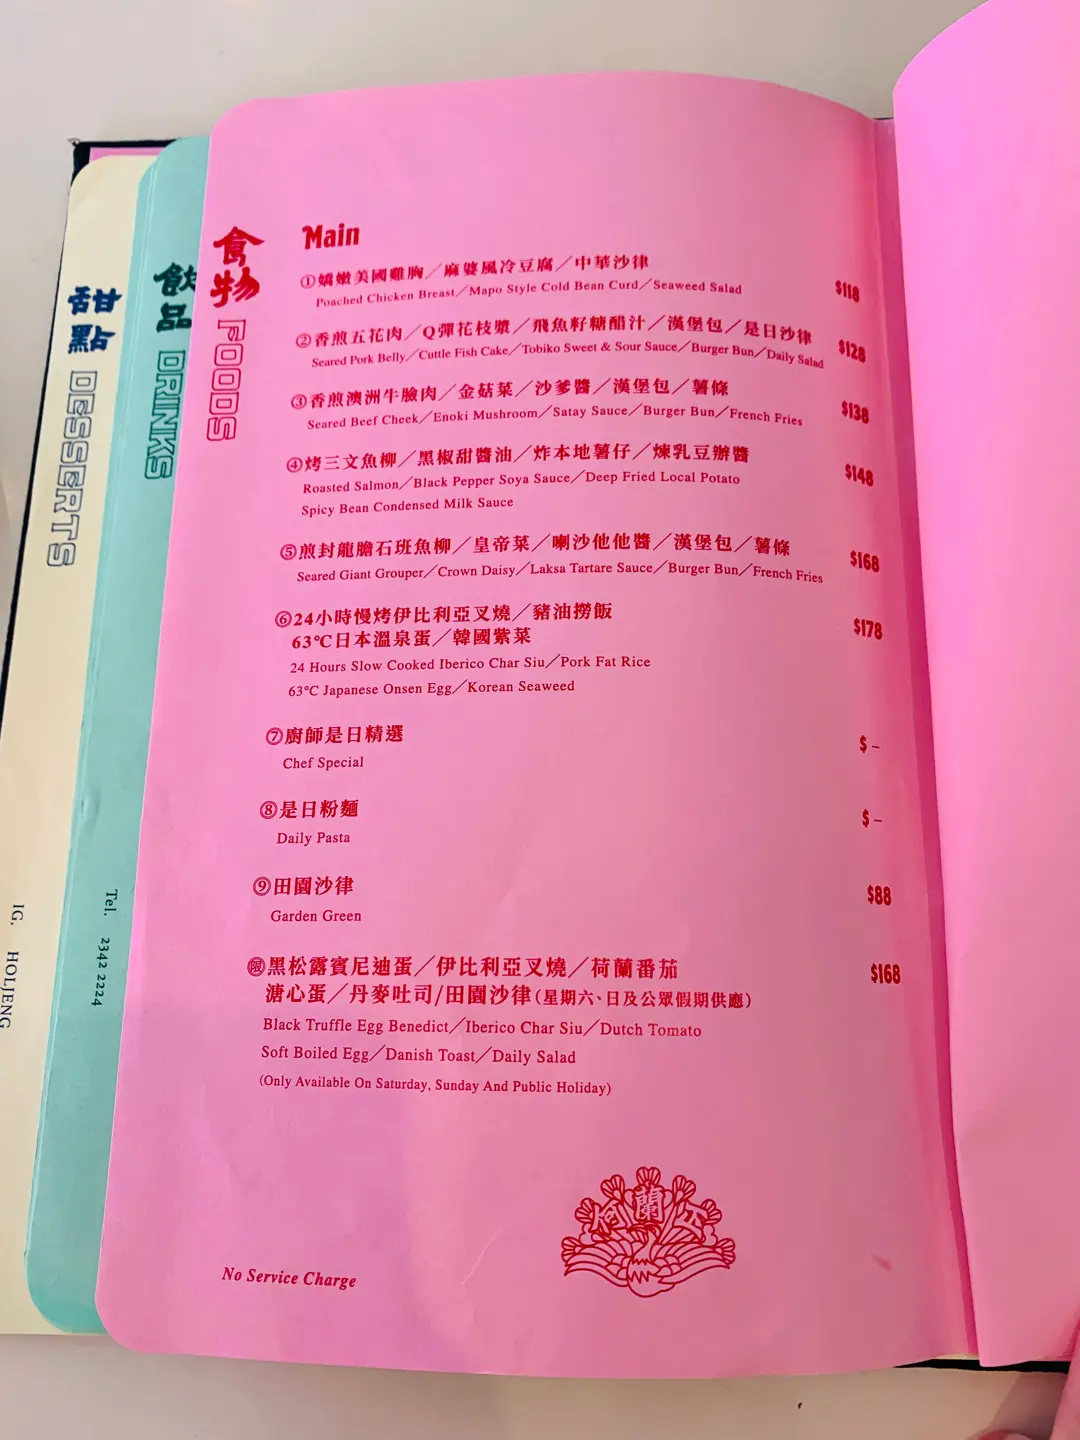 食物
FOODS
Main
①嬌嫩美國雞胸／麻婆風冷豆腐／中華沙律
Poached Chicken Breast／Mapo Style Cold Bean Curd／Seaweed Salad
$118
②香煎五花肉／Q彈花枝漿／飛魚籽糖醋汁／漢堡包／是日沙律
Seared Pork Belly／Cuttle Fish Cake／Tobiko Sweet & Sour Sauce／Burger Bun／Daily Salad
$128
③香煎澳洲牛臉肉／金菇菜／沙爹醬／漢堡包／薯條
Seared Beef Cheek／Enoki Mushroom／Satay Sauce／Burger Bun／French Fries
$138
④烤三文魚柳／黑椒甜醬油／炸本地薯仔／煉乳豆辦醬
Roasted Salmon／Black Pepper Soya Sauce／Deep Fried Local Potato
Spicy Bean Condensed Milk Sauce
$148
⑤煎封龍膽石班魚柳／皇帝菜／喇沙他他醬／漢堡包／薯條
Seared Giant Grouper／Crown Daisy／Laksa Tartare Sauce／Burger Bun／French Fries
$168
⑥24小時慢烤伊比利亞叉燒／豬油撈飯
63℃日本溫泉蛋／韓國紫菜
24 Hours Slow Cooked Iberico Char Siu／Pork Fat Rice
63℃ Japanese Onsen Egg／Korean Seaweed
$178
⑦廚師是日精選
Chef Special
$ –
⑧是日粉麵
Daily Pasta
$ –
⑨田園沙律
Garden Green
$88
限黑松露賓尼迪蛋／伊比利亞叉燒／荷蘭番茄
溏心蛋／丹麥吐司/田園沙律(星期六、日及公眾假期供應)
Black Truffle Egg Benedict／Iberico Char Siu／Dutch Tomato
Soft Boiled Egg／Danish Toast／Daily Salad
(Only Available On Saturday, Sunday And Public Holiday)
$168
No Service Charge
飲品
DRINKS
Tel. 2342 2224
甜點
DESSERTS
IG. HOLJENG